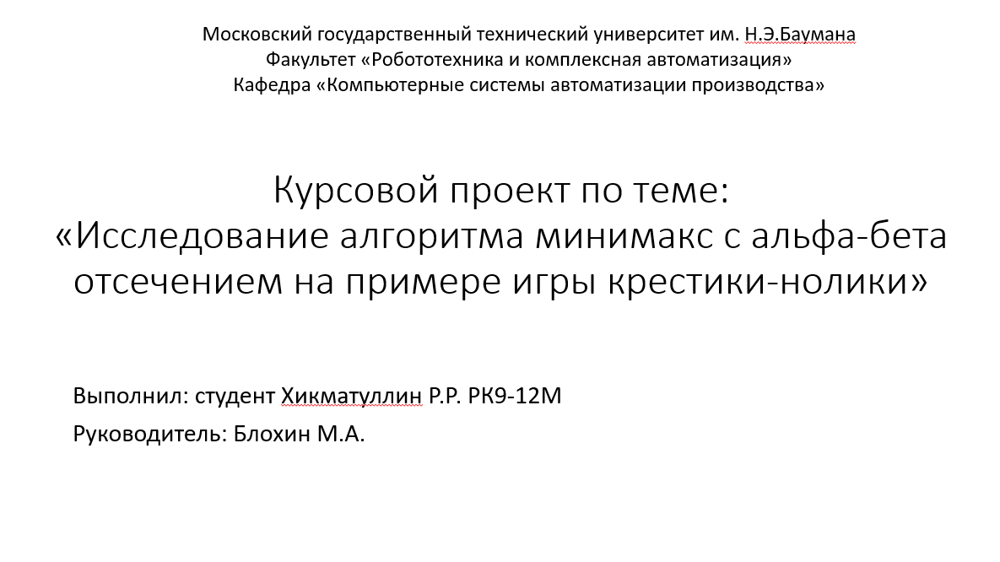 Московский государственный технический университет им. Н.Э.Баумана
Факультет «Робототехника и комплексная автоматизация»
Кафедра «Компьютерные системы автоматизации производства»
Курсовой проект по теме:
«Исследование алгоритма минимакс с альфа-бета
отсечением на примере игры крестики-нолики»
Выполнил: студент Хикматуллин Р.Р. РК9-12М
Руководитель: Блохин М.А.